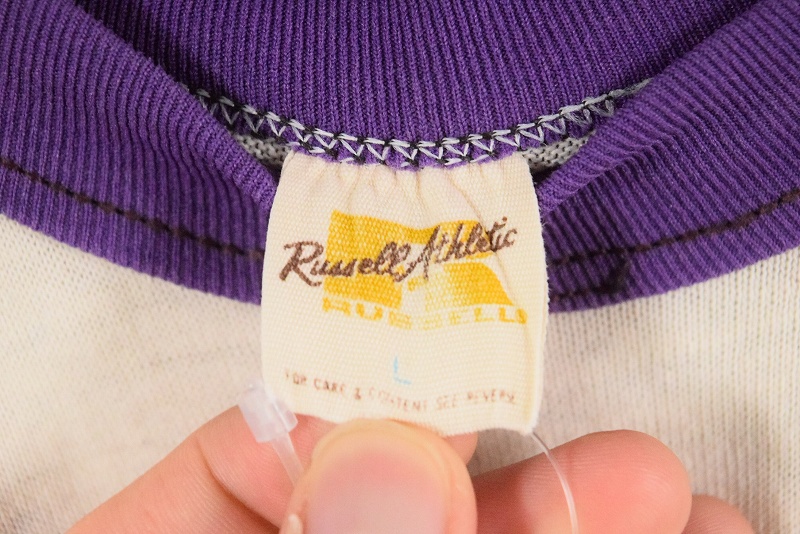 Russell Athletic
RUSSELL
L
FOR CARE & CONTENT SEE REVERSE